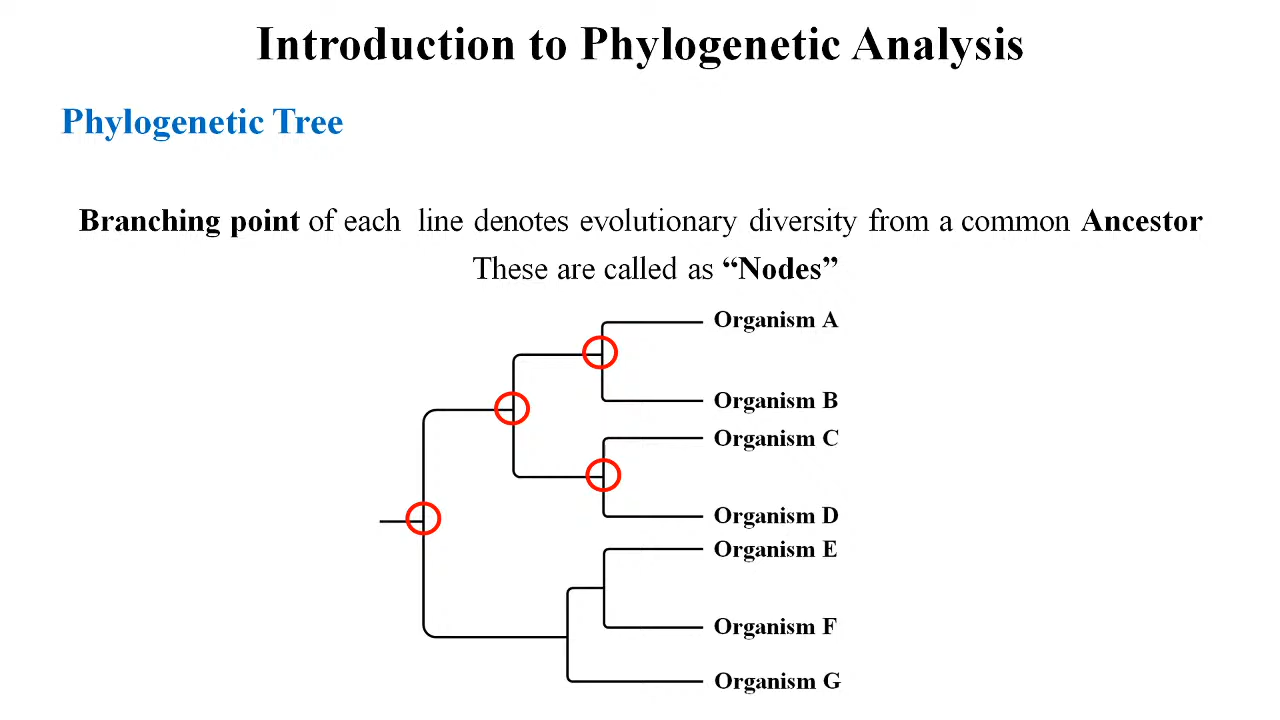 Introduction to Phylogenetic Analysis
Phylogenetic Tree
Branching point of each line denotes evolutionary diversity from a common Ancestor
These are called as “Nodes”
Organism A
Organism B
Organism C
Organism D
Organism E
Organism F
Organism G